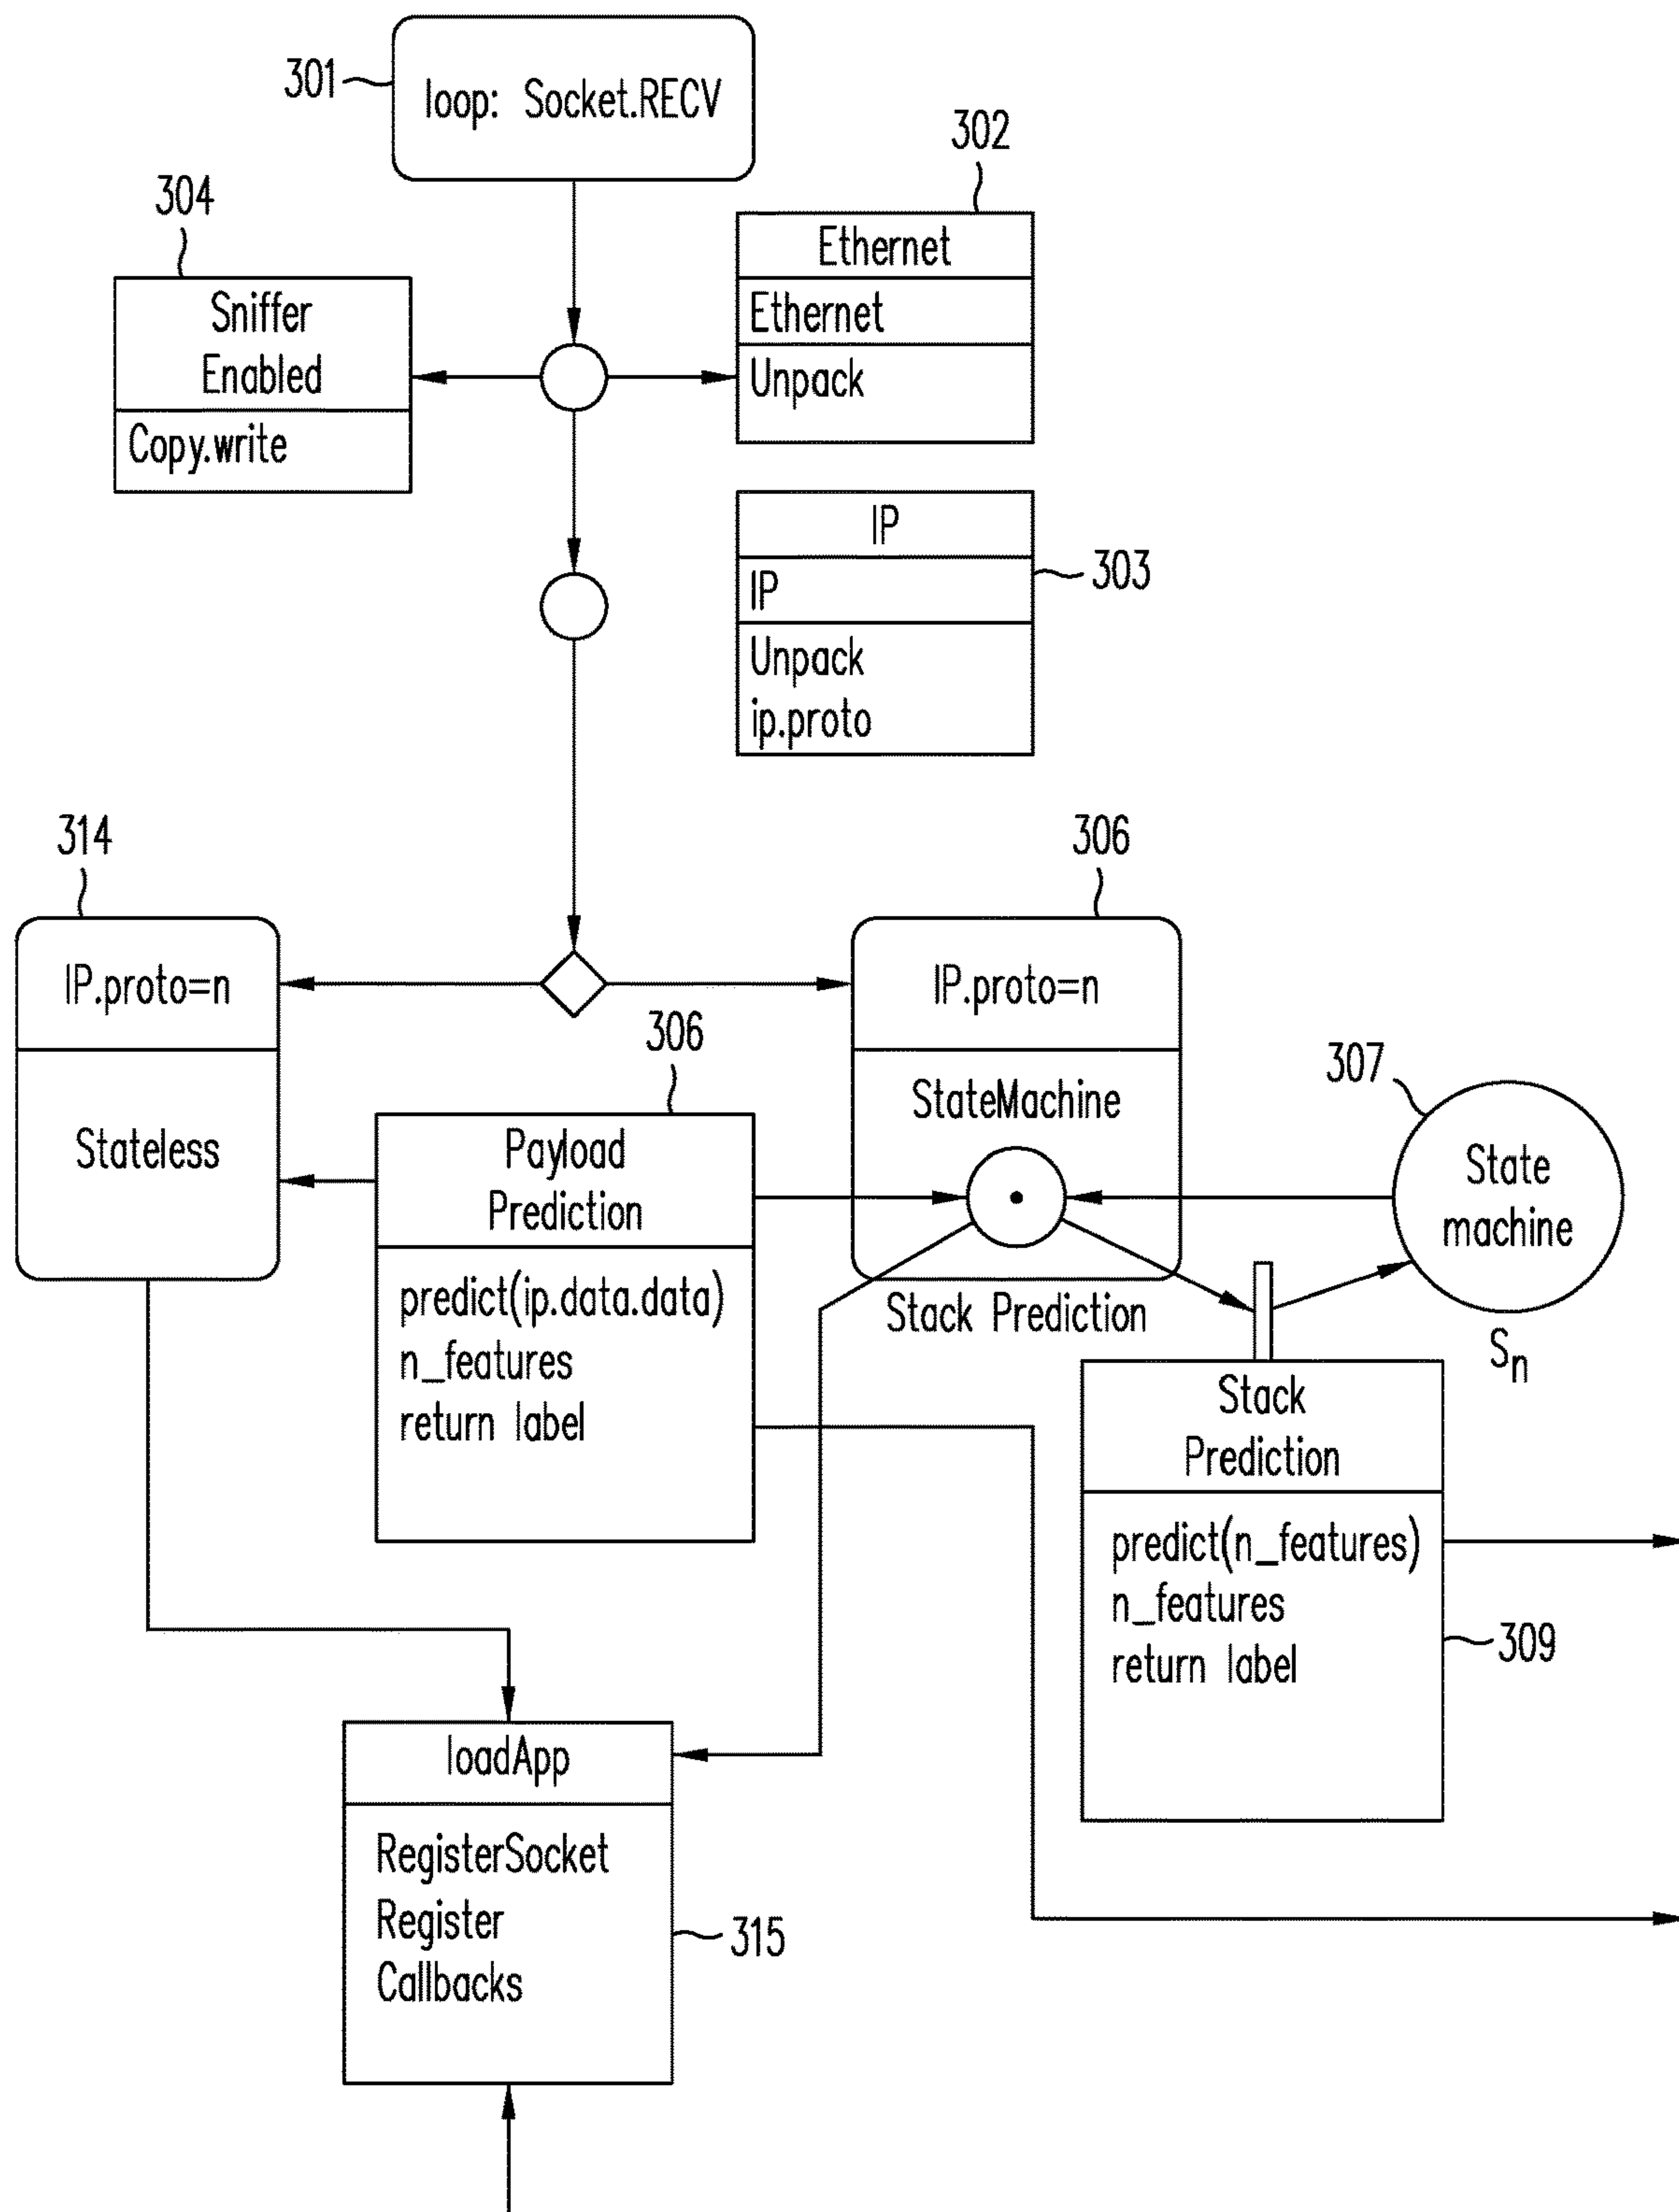 301
loop: Socket.RECV
302
304
Ethernet
Ethernet
Unpack
Sniffer
Enabled
Copy.write
IP
IP
Unpack
ip.proto
303
314
306
IP.proto=n
Stateless
IP.proto=n
StateMachine
306
307
State
machine
Sn
Payload
Prediction
predict(ip.data.data)
n_features
return label
Stack Prediction
Stack
Prediction
predict(n_features)
n_features
return label
309
loadApp
RegisterSocket
Register
Callbacks
315